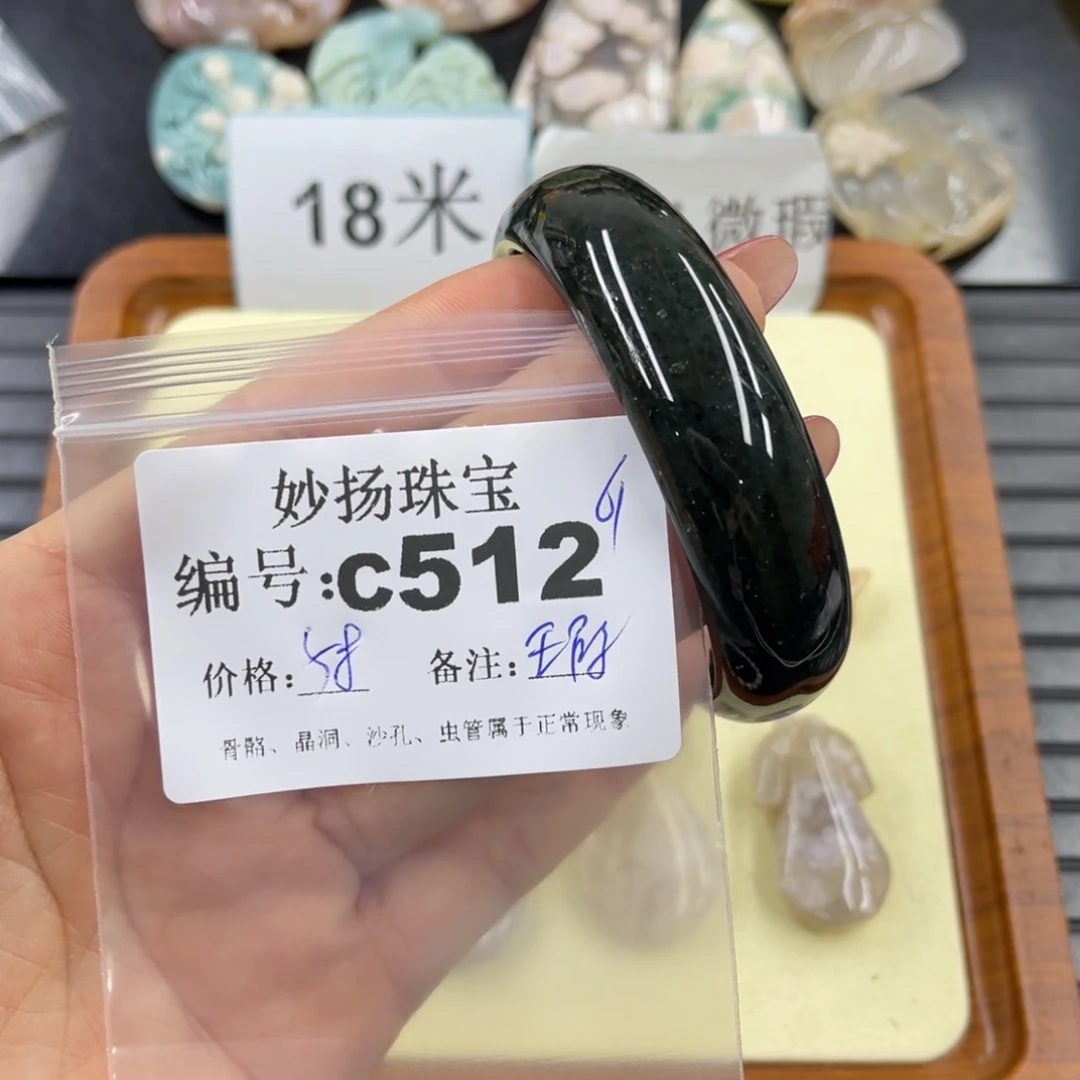 18米
微瑕
妙扬珠宝
编号:c512
价格:
备注:
骨骼、晶洞、沙孔、虫管属于正常现象